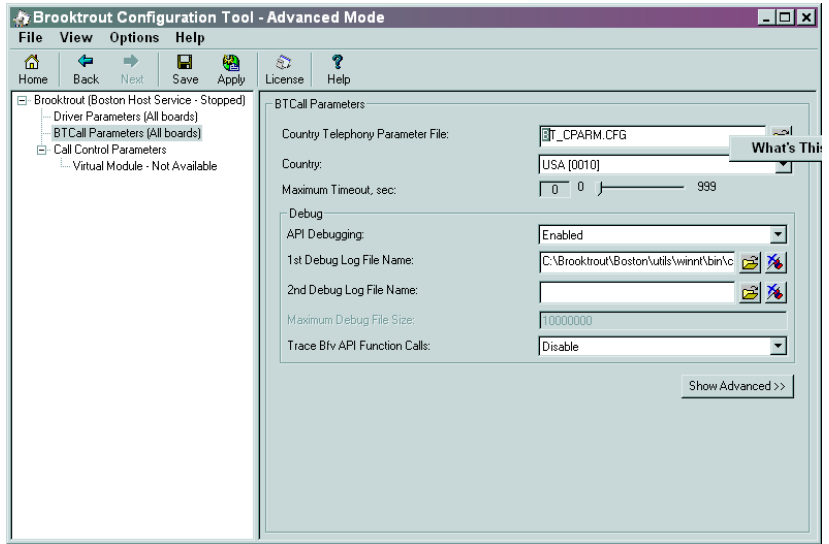 Brooktrout Configuration Tool - Advanced Mode
File View Options Help
Home Back Next Save Apply License Help
Brooktrout (Boston Host Service - Stopped)
Driver Parameters (All boards)
BTCall Parameters (All boards)
Call Control Parameters
Virtual Module - Not Available
BTCall Parameters
Country Telephony Parameter File: BT_CPARM.CFG
What's This
Country: USA [0010]
Maximum Timeout, sec: 0 0 999
Debug
API Debugging: Enabled
1st Debug Log File Name: C:\Brooktrout\Boston\utils\winnt\bin\c
2nd Debug Log File Name:
Maximum Debug File Size: 10000000
Trace Bfv API Function Calls: Disable
Show Advanced >>